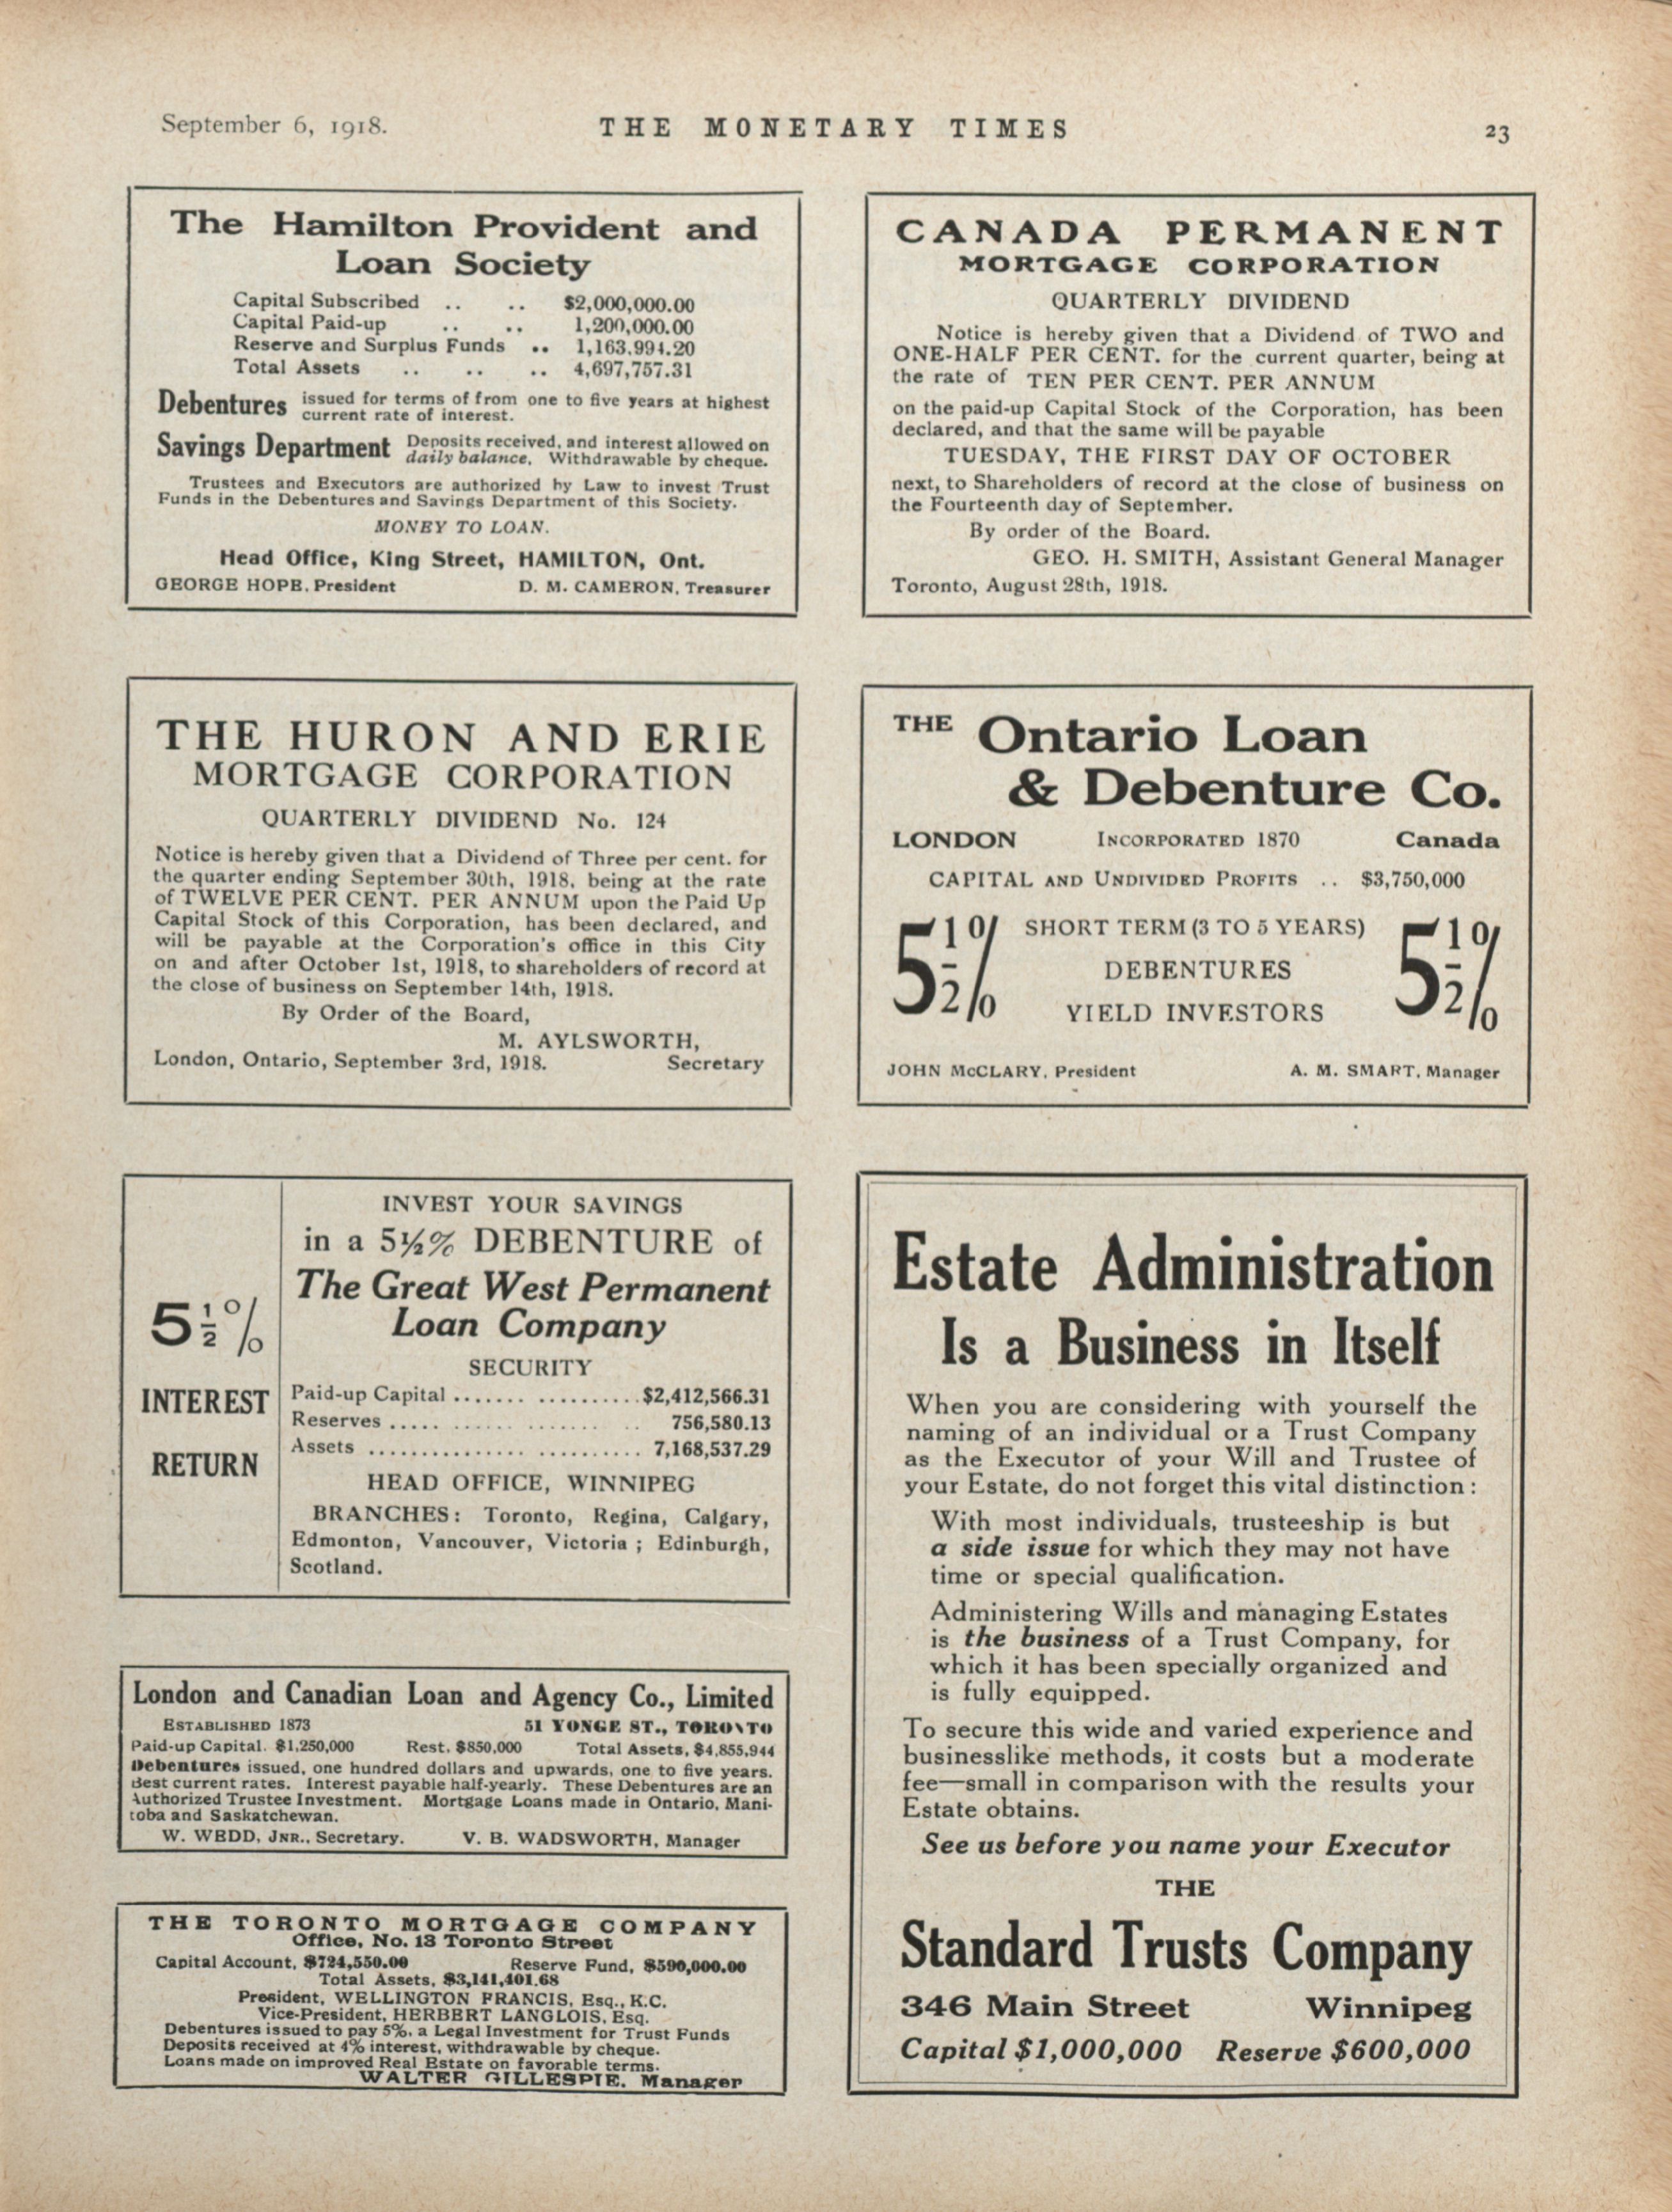 September 6, 1918.
THE MONETARY TIMES
23
The Hamilton Provident and
Loan Society
Capital Subscribed .. .. $2,000,000.00
Capital Paid-up .. .. 1,200,000.00
Reserve and Surplus Funds .. 1,163,994.20
Total Assets .. .. .. 4,697,757.31
Debentures issued for terms of from one to five years at highest
current rate of interest.
Savings Department Deposits received, and interest allowed on
daily balance. Withdrawable by cheque.
Trustees and Executors are authorized by Law to invest Trust
Funds in the Debentures and Savings Department of this Society.
MONEY TO LOAN.
Head Office, King Street, HAMILTON, Ont.
GEORGE HOPE, President D. M. CAMERON, Treasurer
THE HURON AND ERIE
MORTGAGE CORPORATION
QUARTERLY DIVIDEND No. 124
Notice is hereby given that a Dividend of Three per cent. for
the quarter ending September 30th, 1918, being at the rate
of TWELVE PER CENT. PER ANNUM upon the Paid Up
Capital Stock of this Corporation, has been declared, and
will be payable at the Corporation's office in this City
on and after October 1st, 1918, to shareholders of record at
the close of business on September 14th, 1918.
By Order of the Board,
M. AYLSWORTH,
London, Ontario, September 3rd, 1918. Secretary
5½%
INTEREST
RETURN
INVEST YOUR SAVINGS
in a 5½% DEBENTURE of
The Great West Permanent
Loan Company
SECURITY
Paid-up Capital ................. $2,412,566.31
Reserves ................. 756,580.13
Assets ......................... 7,168,537.29
HEAD OFFICE, WINNIPEG
BRANCHES: Toronto, Regina, Calgary,
Edmonton, Vancouver, Victoria; Edinburgh,
Scotland.
London and Canadian Loan and Agency Co., Limited
ESTABLISHED 1873 51 YONGE ST., TORONTO
Paid-up Capital, $1,250,000 Rest, $850,000 Total Assets, $4,855,944
Debentures issued, one hundred dollars and upwards, one to five years.
Best current rates. Interest payable half-yearly. These Debentures are an
Authorized Trustee Investment. Mortgage Loans made in Ontario, Mani-
toba and Saskatchewan.
W. WEDD, JNR., Secretary. V. B. WADSWORTH, Manager
THE TORONTO MORTGAGE COMPANY
Office, No. 13 Toronto Street
Capital Account, $724,550.00 Reserve Fund, $590,000.00
Total Assets, $3,141,401.68
President, WELLINGTON FRANCIS, Esq., K.C.
Vice-President, HERBERT LANGLOIS, Esq.
Debentures issued to pay 5%, a Legal Investment for Trust Funds
Deposits received at 4% interest, withdrawable by cheque.
Loans made on improved Real Estate on favorable terms.
WALTER GILLESPIE, Manager
CANADA PERMANENT
MORTGAGE CORPORATION
QUARTERLY DIVIDEND
Notice is hereby given that a Dividend of TWO and
ONE-HALF PER CENT. for the current quarter, being at
the rate of TEN PER CENT. PER ANNUM
on the paid-up Capital Stock of the Corporation, has been
declared, and that the same will be payable
TUESDAY, THE FIRST DAY OF OCTOBER
next, to Shareholders of record at the close of business on
the Fourteenth day of September.
By order of the Board.
GEO. H. SMITH, Assistant General Manager
Toronto, August 28th, 1918.
THE Ontario Loan
& Debenture Co.
LONDON INCORPORATED 1870 Canada
CAPITAL AND UNDIVIDED PROFITS .. $3,750,000
5½% SHORT TERM (3 TO 5 YEARS) 5½%
DEBENTURES
YIELD INVESTORS
JOHN McCLARY, President A. M. SMART, Manager
Estate Administration
Is a Business in Itself
When you are considering with yourself the
naming of an individual or a Trust Company
as the Executor of your Will and Trustee of
your Estate, do not forget this vital distinction:
With most individuals, trusteeship is but
a side issue for which they may not have
time or special qualification.
Administering Wills and managing Estates
is the business of a Trust Company, for
which it has been specially organized and
is fully equipped.
To secure this wide and varied experience and
businesslike methods, it costs but a moderate
fee—small in comparison with the results your
Estate obtains.
See us before you name your Executor
THE
Standard Trusts Company
346 Main Street Winnipeg
Capital $1,000,000 Reserve $600,000